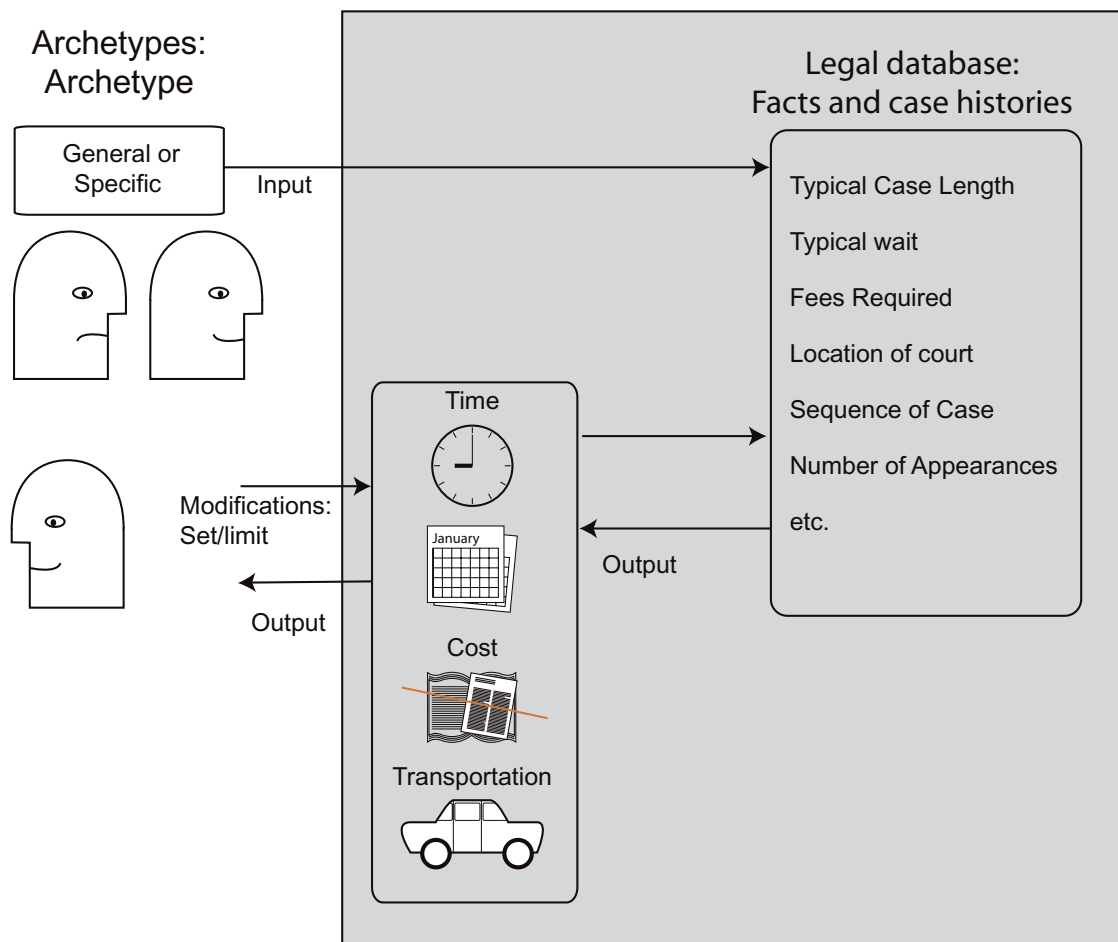 Archetypes:
Archetype
General or
Specific
Input
Legal database:
Facts and case histories
Typical Case Length
Typical wait
Fees Required
Location of court
Sequence of Case
Number of Appearances
etc.
Time
January
Cost
Transportation
Modifications:
Set/limit
Output
Output